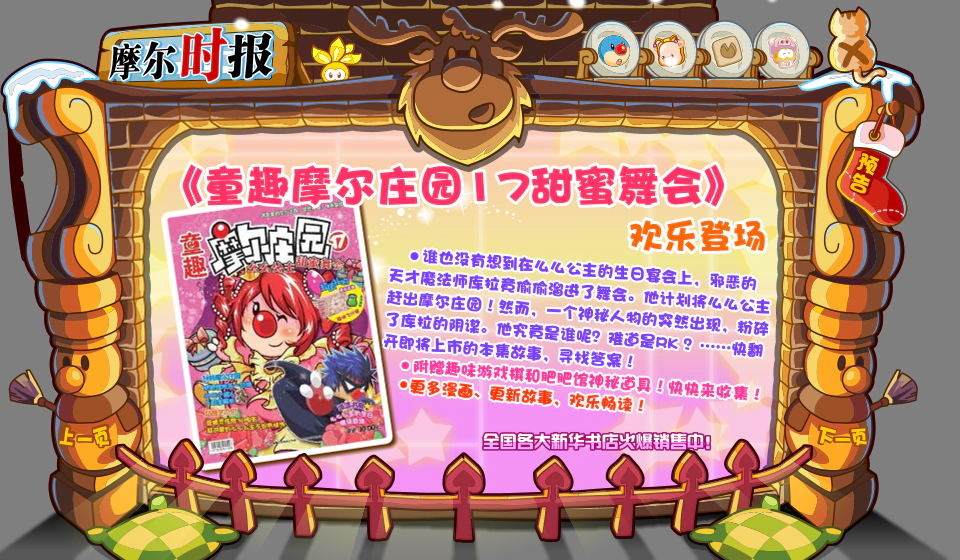 摩尔时报
预告
《童趣摩尔庄园17甜蜜舞会》
欢乐登场
童趣
摩尔庄园
17
●谁也没有想到在么么公主的生日宴会上，邪恶的
天才魔法师库拉竟偷偷溜进了舞会。他计划将么么公主
赶出摩尔庄园！然而，一个神秘人物的突然出现，粉碎
了库拉的阴谋。他究竟是谁呢？难道是RK？……快翻
开即将上市的本集故事，寻找答案！
●附赠趣味游戏棋和肥肥馆神秘道具！快快来收集！
●更多漫画、更新故事，欢乐畅读！
全国各大新华书店火爆销售中!
上一页
下一页